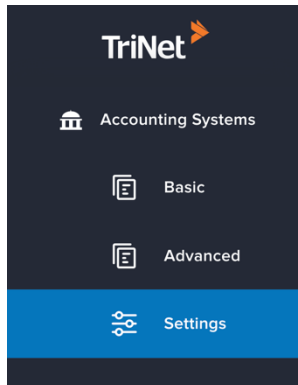 TriNet
Accounting Systems
Basic
Advanced
Settings